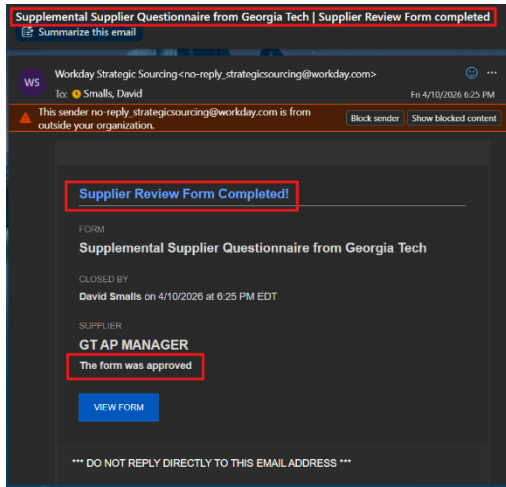 Supplemental Supplier Questionnaire from Georgia Tech | Supplier Review Form completed
Summarize this email
WS
Workday Strategic Sourcing<no-reply_strategicsourcing@workday.com>
To: Smalls, David
Fri 4/10/2026 6:25 PM
This sender no-reply_strategicsourcing@workday.com is from
outside your organization.
Block sender
Show blocked content
Supplier Review Form Completed!
FORM
Supplemental Supplier Questionnaire from Georgia Tech
CLOSED BY
David Smalls on 4/10/2026 at 6:25 PM EDT
SUPPLIER
GT AP MANAGER
The form was approved
VIEW FORM
*** DO NOT REPLY DIRECTLY TO THIS EMAIL ADDRESS ***